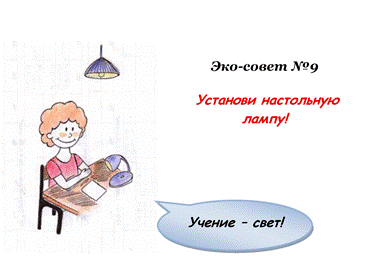 Эко-совет №9
Установи настольную
лампу!
Учение – свет!